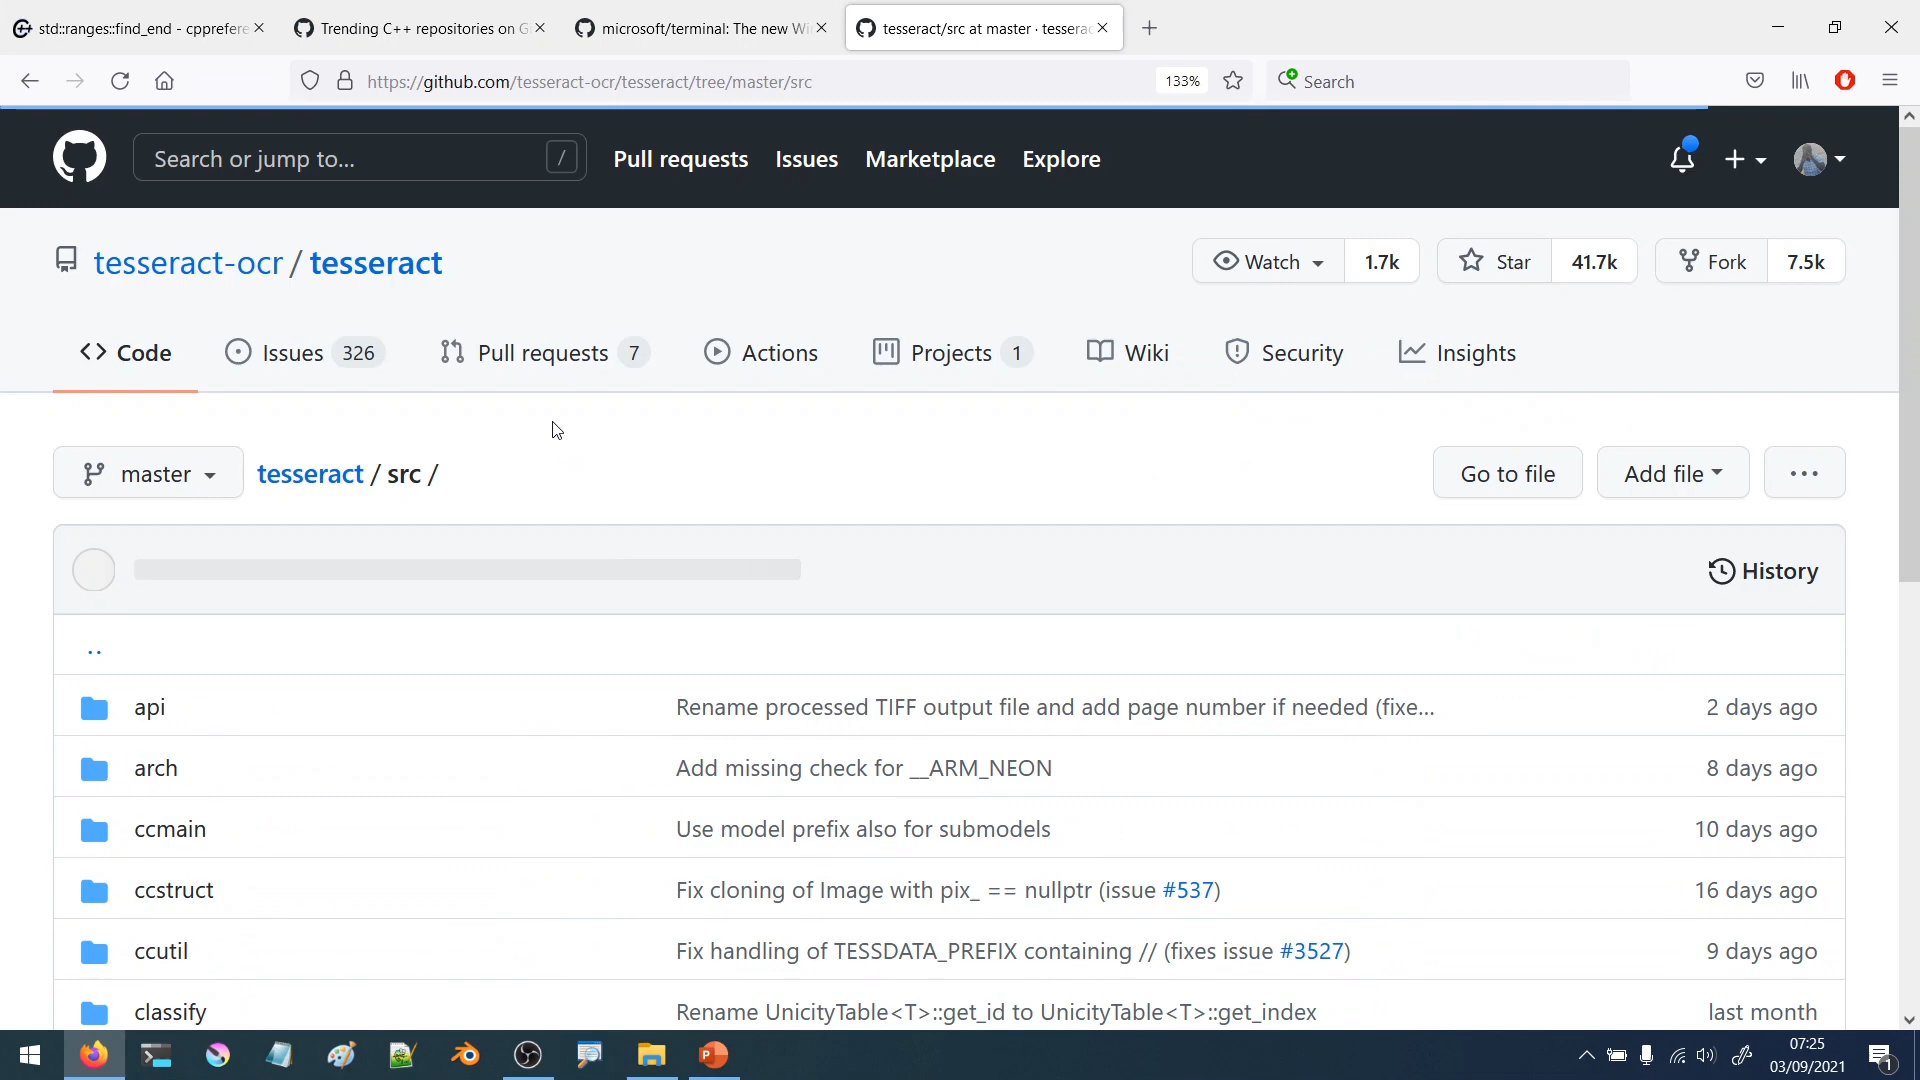 std::ranges::find_end - cpprefere
Trending C++ repositories on G
microsoft/terminal: The new Wi
tesseract/src at master · tesserac
https://github.com/tesseract-ocr/tesseract/tree/master/src
133%
Search
Search or jump to...
/
Pull requests
Issues
Marketplace
Explore
tesseract-ocr / tesseract
Watch
1.7k
Star
41.7k
Fork
7.5k
Code
Issues 326
Pull requests 7
Actions
Projects 1
Wiki
Security
Insights
master
tesseract / src /
Go to file
Add file
History
..
api
Rename processed TIFF output file and add page number if needed (fixe...
2 days ago
arch
Add missing check for __ARM_NEON
8 days ago
ccmain
Use model prefix also for submodels
10 days ago
ccstruct
Fix cloning of Image with pix_ == nullptr (issue #537)
16 days ago
ccutil
Fix handling of TESSDATA_PREFIX containing // (fixes issue #3527)
9 days ago
classify
Rename UnicityTable<T>::get_id to UnicityTable<T>::get_index
last month
07:25
03/09/2021
1